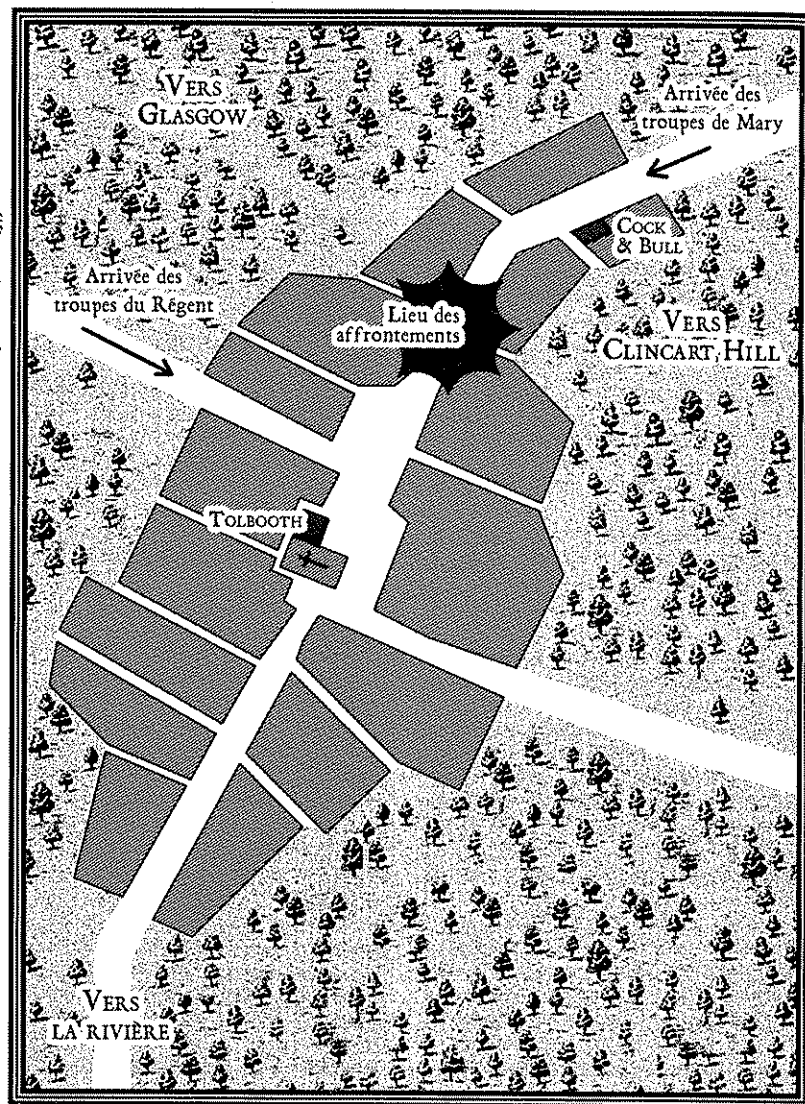 VERS
GLASGOW
Arrivée des
troupes de Mary
COCK
& BULL
Arrivée des
troupes du Régent
Lieu des
affrontements
VERS
CLINCART HILL
TOLBOOTH
VERS
LA RIVIÈRE